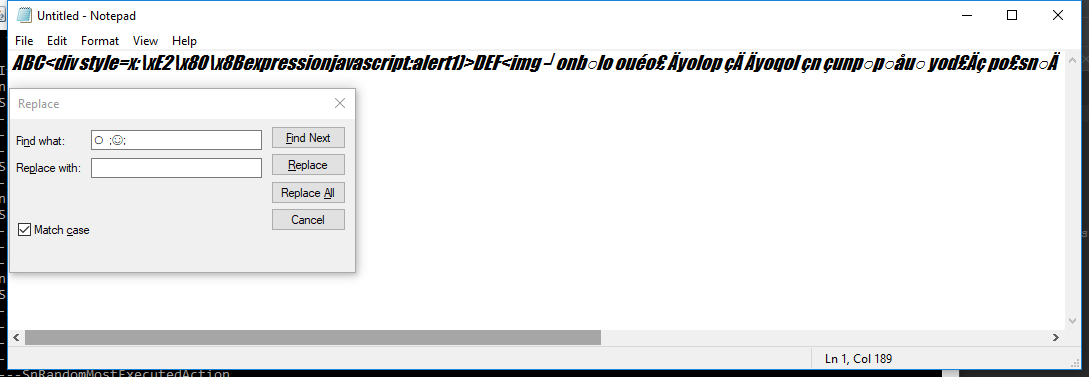 Untitled - Notepad
File Edit Format View Help
ABC<div style=x:\xE2\x80\x8Bexpressionjavascript:alert1)>DEF<img ┘ onb○lo ouéo£ Äyolop çÄ Äyoqol çn çunp○p○åu○ yod£Äç po£sn○Ä
Replace
Find what: ○ ;☺;
Find Next
Replace with:
Replace
Replace All
Cancel
Match case
Ln 1, Col 189
---SnRandomMostExecutedAction